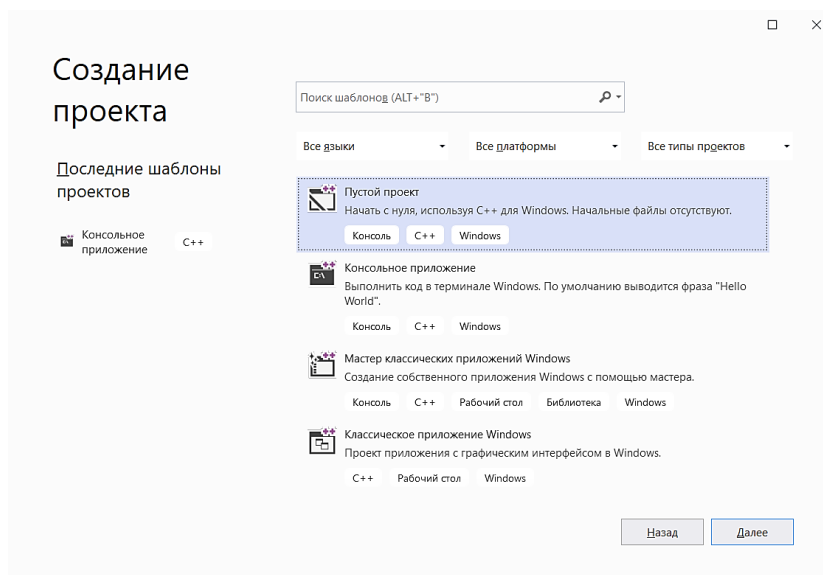 Создание
проекта
Последние шаблоны
проектов
Консольное
приложение
C++
Поиск шаблонов (ALT+"B")
Все языки
Все платформы
Все типы проектов
Пустой проект
Начать с нуля, используя C++ для Windows. Начальные файлы отсутствуют.
Консоль
C++
Windows
Консольное приложение
Выполнить код в терминале Windows. По умолчанию выводится фраза "Hello
World".
Консоль
C++
Windows
Мастер классических приложений Windows
Создание собственного приложения Windows с помощью мастера.
Консоль
C++
Рабочий стол
Библиотека
Windows
Классическое приложение Windows
Проект приложения с графическим интерфейсом в Windows.
C++
Рабочий стол
Windows
Назад
Далее